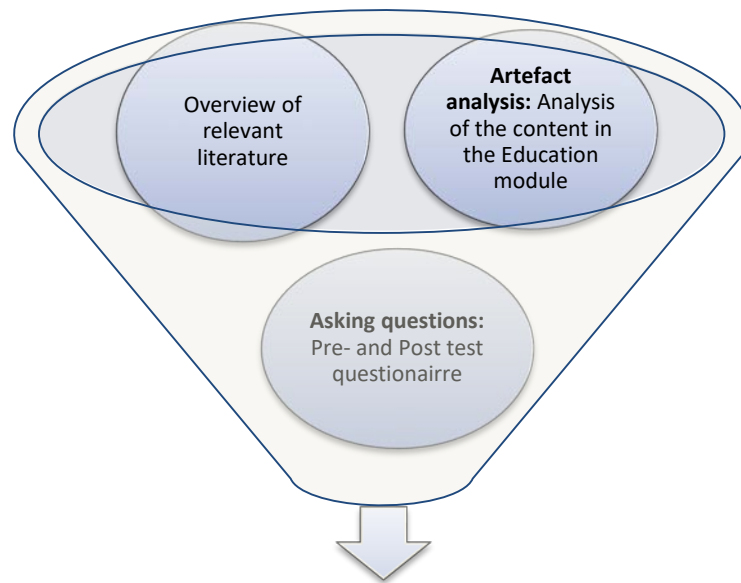 Overview of
relevant
literature
Artefact
analysis: Analysis
of the content in
the Education
module
Asking questions:
Pre- and Post test
questionairre